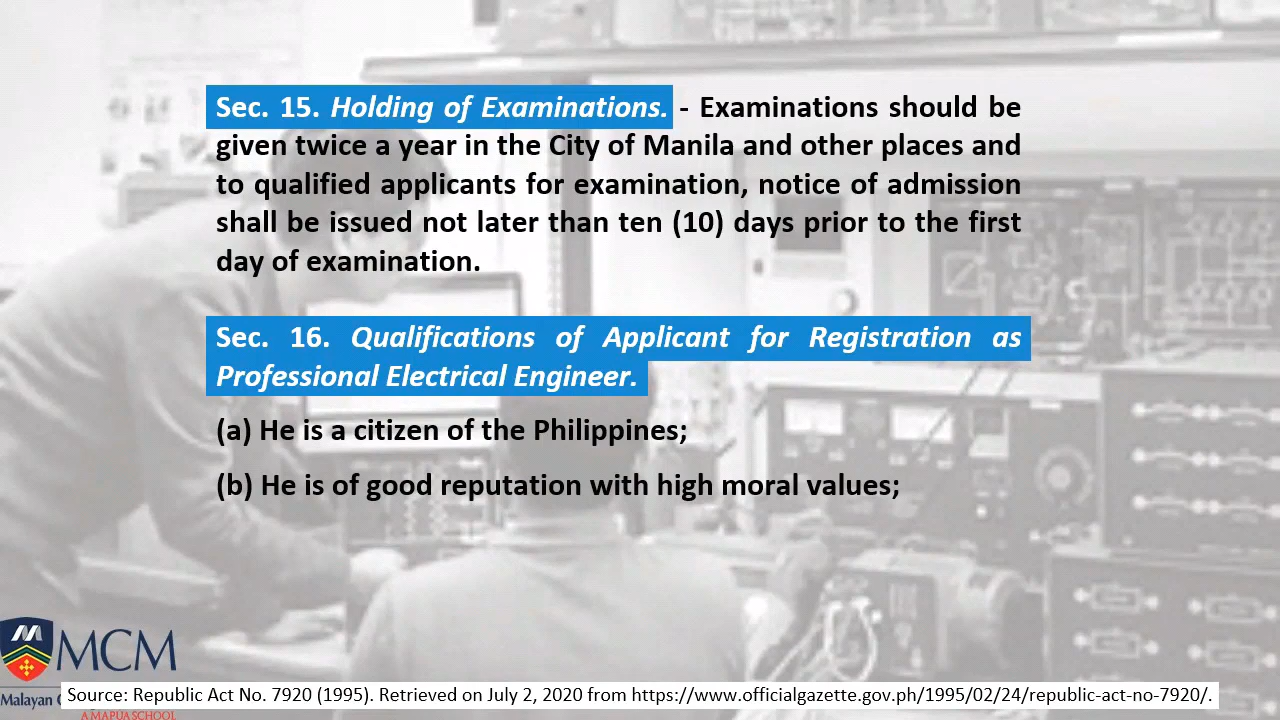 Sec. 15. Holding of Examinations. - Examinations should be
given twice a year in the City of Manila and other places and
to qualified applicants for examination, notice of admission
shall be issued not later than ten (10) days prior to the first
day of examination.
Sec. 16. Qualifications of Applicant for Registration as
Professional Electrical Engineer.
(a) He is a citizen of the Philippines;
(b) He is of good reputation with high moral values;
MCM
Malayan
Source: Republic Act No. 7920 (1995). Retrieved on July 2, 2020 from https://www.officialgazette.gov.ph/1995/02/24/republic-act-no-7920/.
A MAPUA SCHOOL